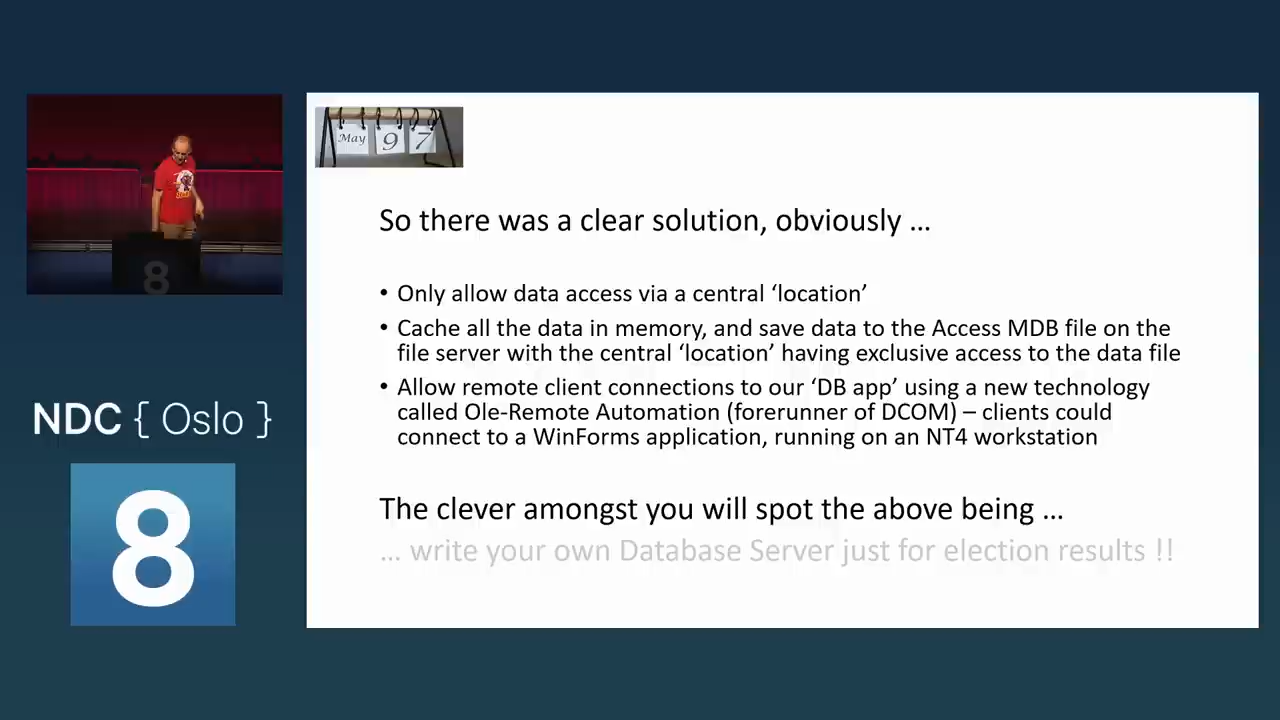 May 9 7
So there was a clear solution, obviously …
• Only allow data access via a central ‘location’
• Cache all the data in memory, and save data to the Access MDB file on the
file server with the central ‘location’ having exclusive access to the data file
• Allow remote client connections to our ‘DB app’ using a new technology
called Ole-Remote Automation (forerunner of DCOM) – clients could
connect to a WinForms application, running on an NT4 workstation
The clever amongst you will spot the above being …
… write your own Database Server just for election results !!
8
NDC { Oslo }
8